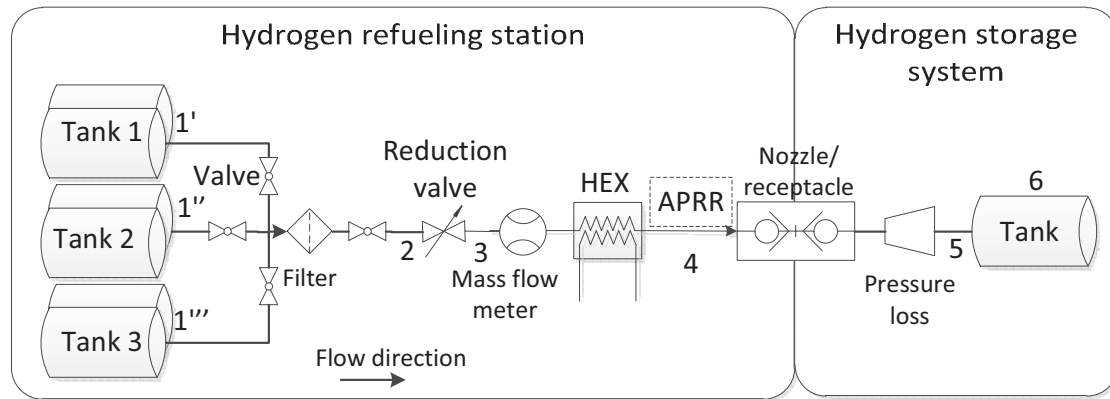 Hydrogen refueling station
Hydrogen storage
system
Tank 1
1'
Valve
Reduction
valve
HEX
APRR
Nozzle/
receptacle
6
Tank 2
1''
Filter
2
3
Mass flow
meter
4
Pressure
loss
5
Tank
Tank 3
1'''
Flow direction